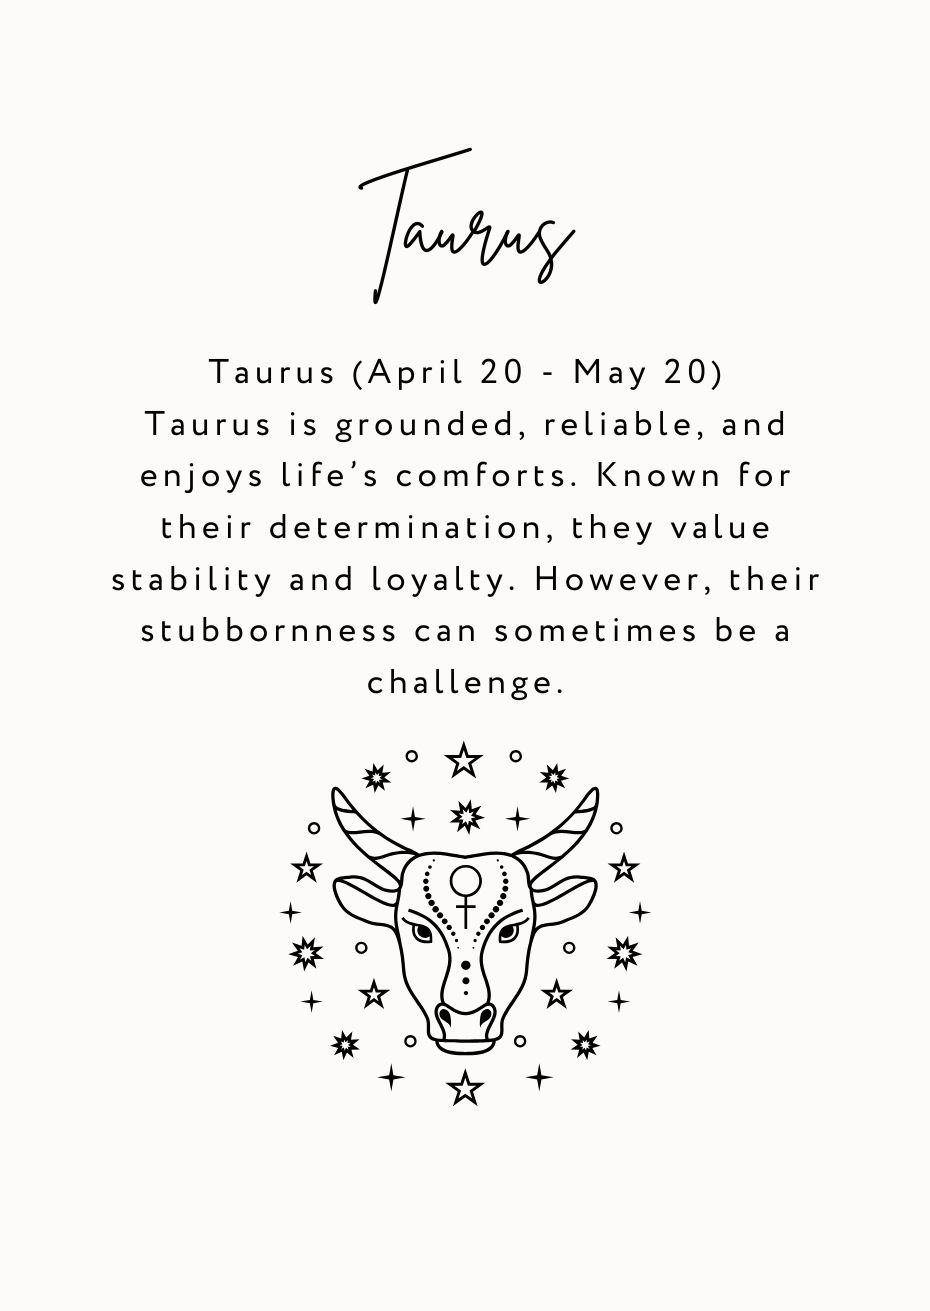 Taurus
Taurus (April 20 - May 20)
Taurus is grounded, reliable, and
enjoys life’s comforts. Known for
their determination, they value
stability and loyalty. However, their
stubbornness can sometimes be a
challenge.